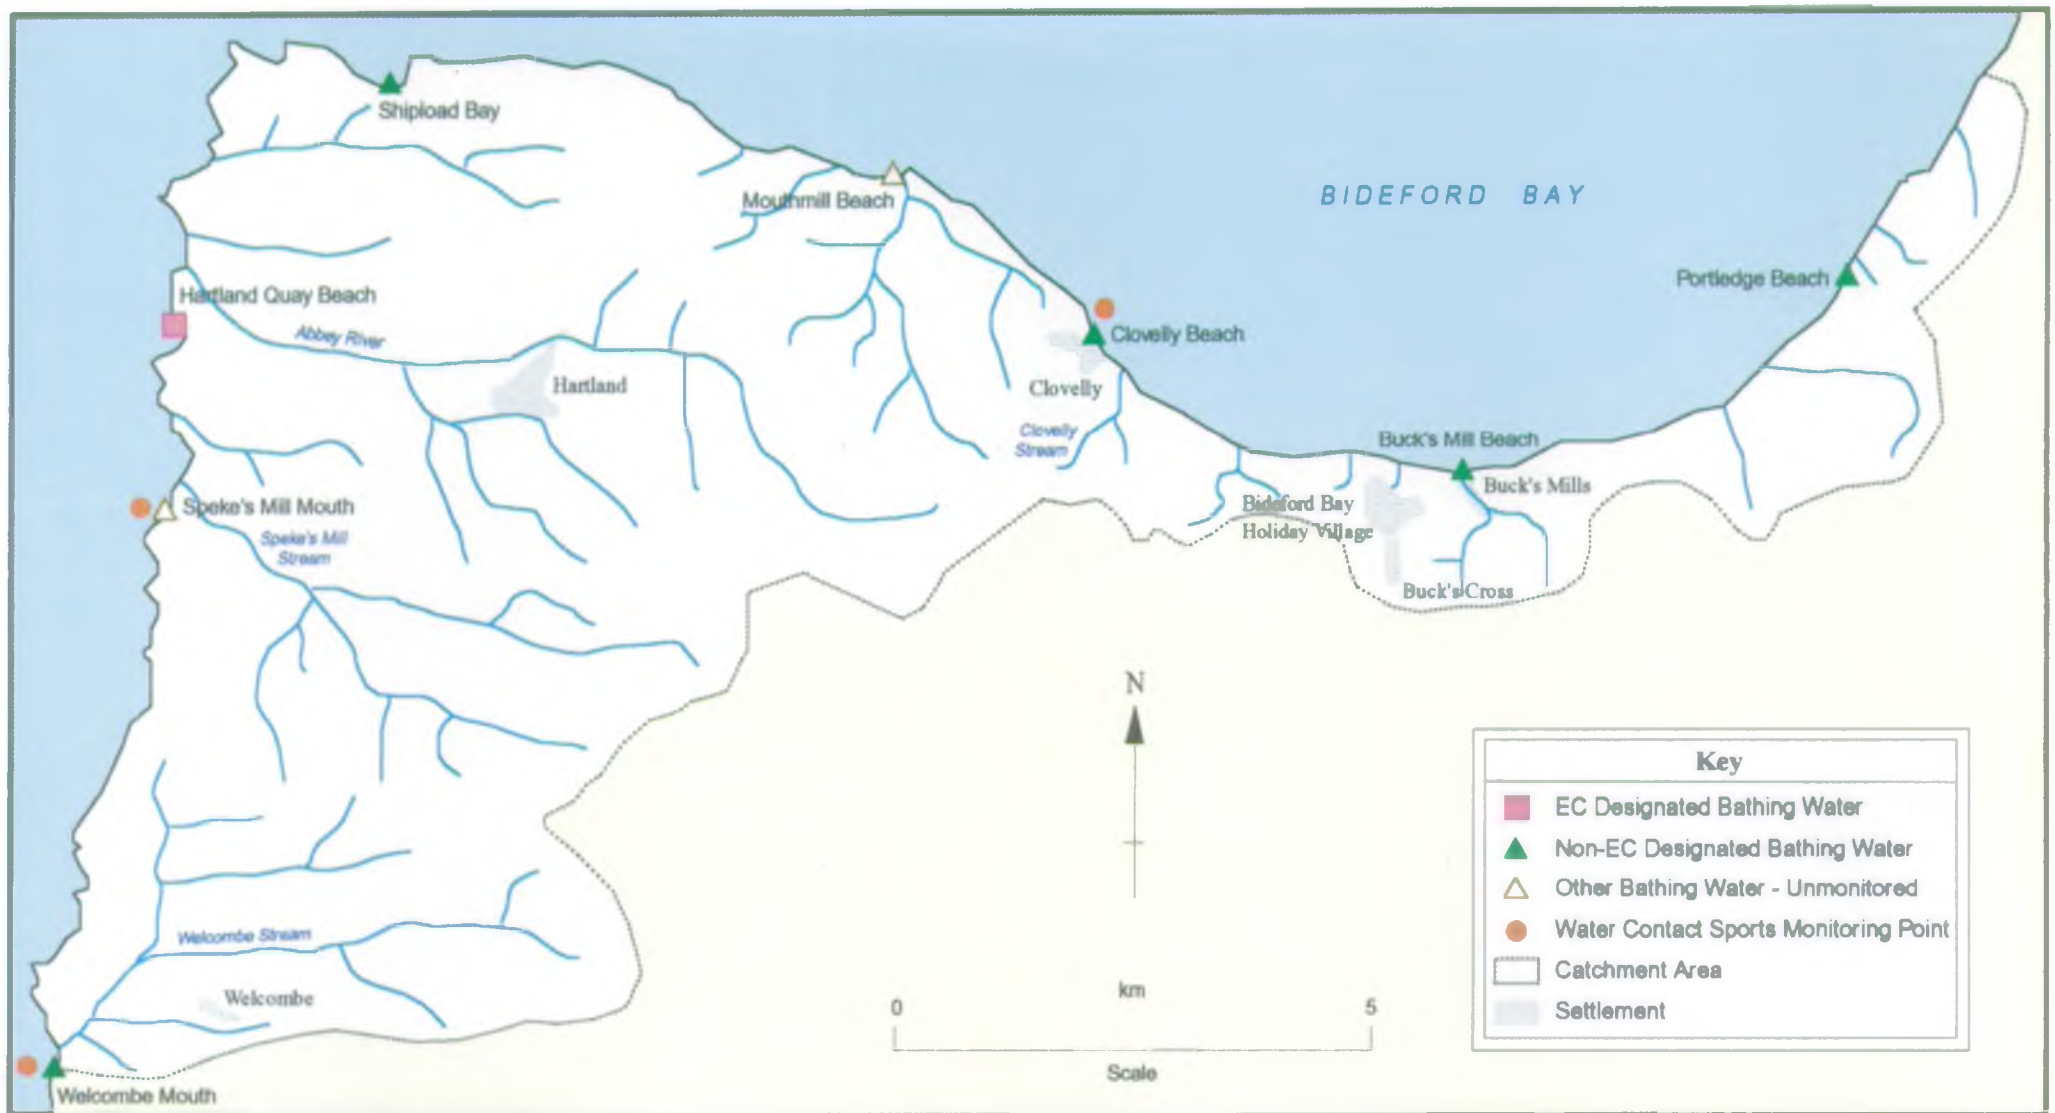 Shipload Bay
Mouthmill Beach
BIDEFORD BAY
Hartland Quay Beach
Abbey River
Portledge Beach
Clovelly Beach
Hartland
Clovelly
Clovelly
Stream
Buck's Mill Beach
Buck's Mills
Speke's Mill Mouth
Bideford Bay
Holiday Village
Speke's Mill
Stream
Buck's Cross
N
Key
EC Designated Bathing Water
Non-EC Designated Bathing Water
Other Bathing Water - Unmonitored
Water Contact Sports Monitoring Point
Catchment Area
Settlement
Welcombe Stream
Welcombe
km
0 5
Scale
Welcombe Mouth